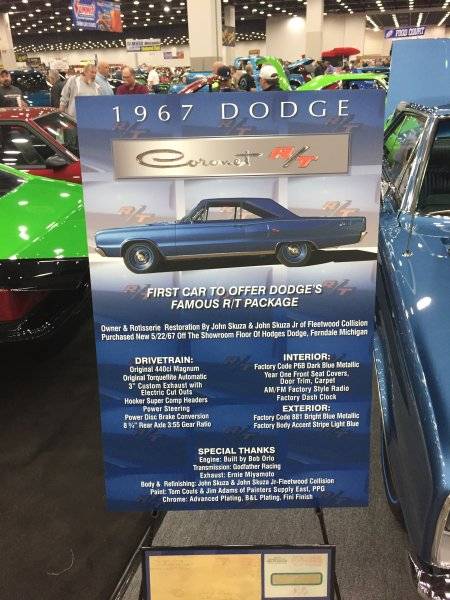 FOOD COURT
1967 DODGE
Coronet R/T
FIRST CAR TO OFFER DODGE'S
FAMOUS R/T PACKAGE
Owner & Rotisserie Restoration By John Skuza & John Skuza Jr of Fleetwood Collision
Purchased New 5/22/67 Off The Showroom Floor Of Hodges Dodge, Ferndale Michigan
DRIVETRAIN:
Original 440ci Magnum
Original Torqueflite Automatic
3" Custom Exhaust with
Electric Cut Outs
Hooker Super Comp Headers
Power Steering
Power Disc Brake Conversion
8 ¾" Rear Axle 3:55 Gear Ratio
INTERIOR:
Factory Code P6B Dark Blue Metallic
Year One Front Seat Covers,
Door Trim, Carpet
AM/FM Factory Style Radio
Factory Dash Clock
EXTERIOR:
Factory Code 881 Bright Blue Metallic
Factory Body Accent Stripe Light Blue
SPECIAL THANKS
Engine: Built by Bob Orlo
Transmission: Godfather Racing
Exhaust: Ernie Miyamoto
Body & Refinishing: John Skuza & John Skuza Jr-Fleetwood Collision
Paint: Tom Couls & Jim Adams of Painters Supply East, PPG
Chrome: Advanced Plating, B&L Plating, Fini Finish